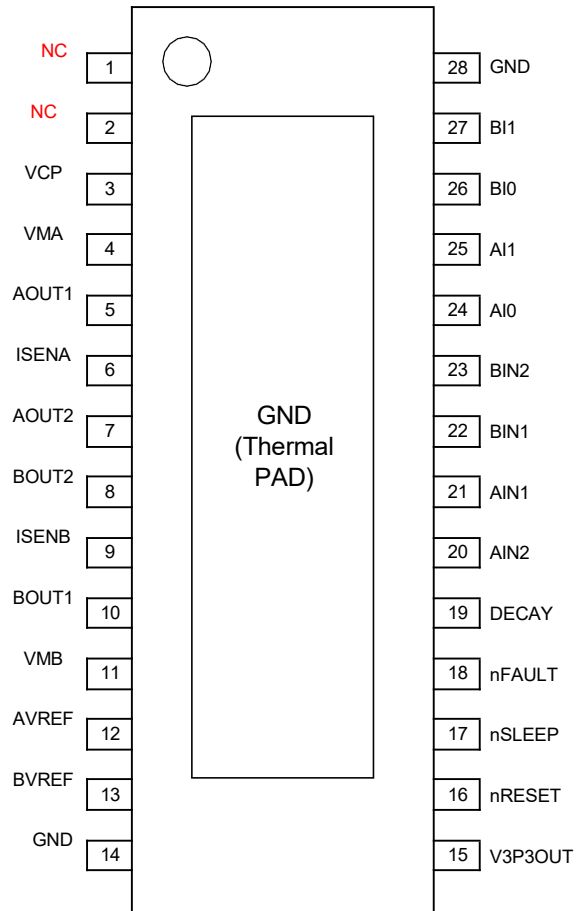 NC 1 28 GND
NC 2 27 BI1
VCP 3 26 BI0
VMA 4 25 AI1
AOUT1 5 24 AI0
ISENA 6 23 BIN2
AOUT2 7 22 BIN1
BOUT2 8 21 AIN1
ISENB 9 20 AIN2
BOUT1 10 19 DECAY
VMB 11 18 nFAULT
AVREF 12 17 nSLEEP
BVREF 13 16 nRESET
GND 14 15 V3P3OUT
GND
(Thermal
PAD)